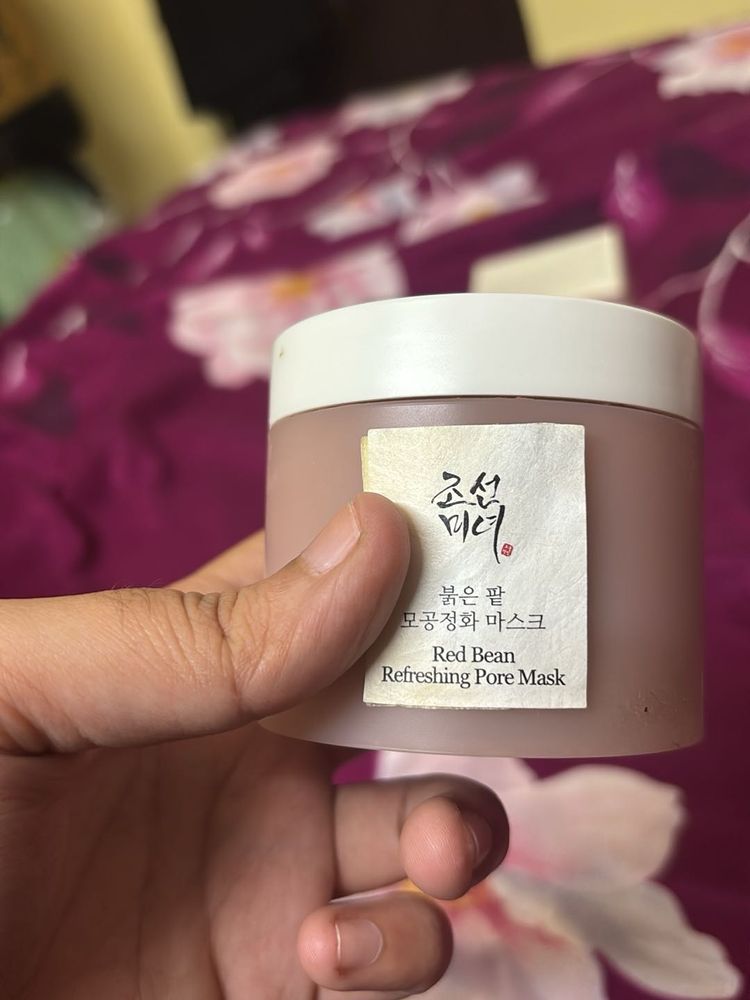 조선
미녀
붉은 팥
모공정화 마스크
Red Bean
Refreshing Pore Mask